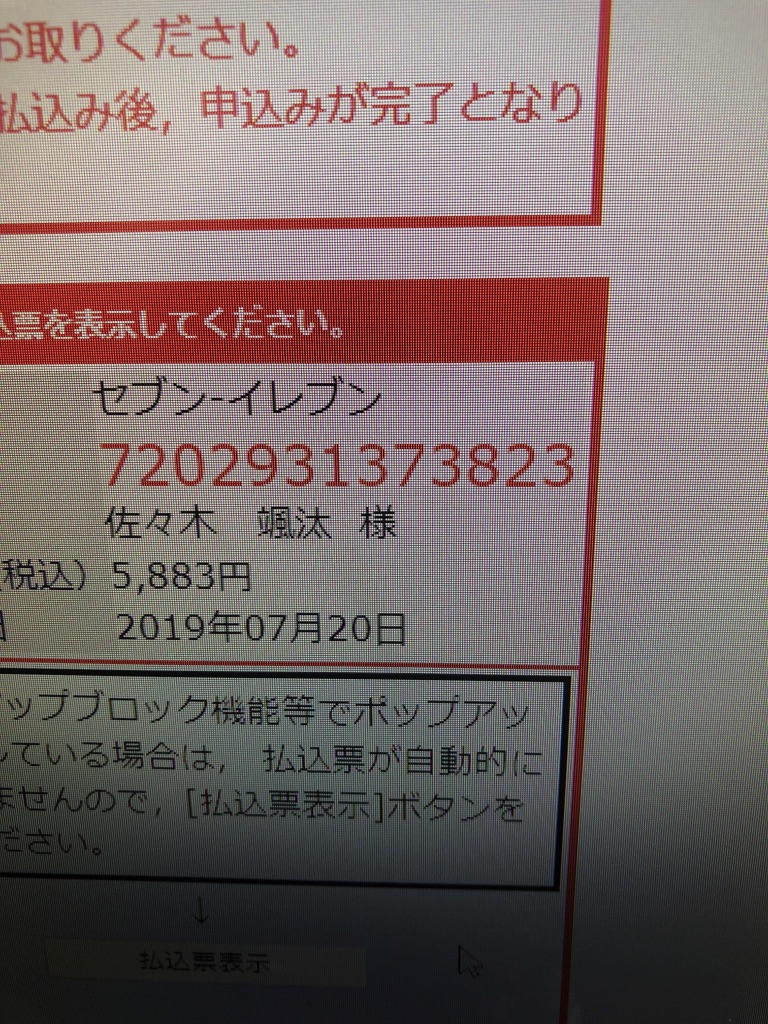 お取りください。
払込み後，申込みが完了となり
票を表示してください。
セブン-イレブン
7202931373823
佐々木　颯汰　様
（税込）5,883円
2019年07月20日
ップブロック機能等でポップアッ
している場合は，払込票が自動的に
ませんので，[払込票表示]ボタンを
ださい。
↓
払込票表示